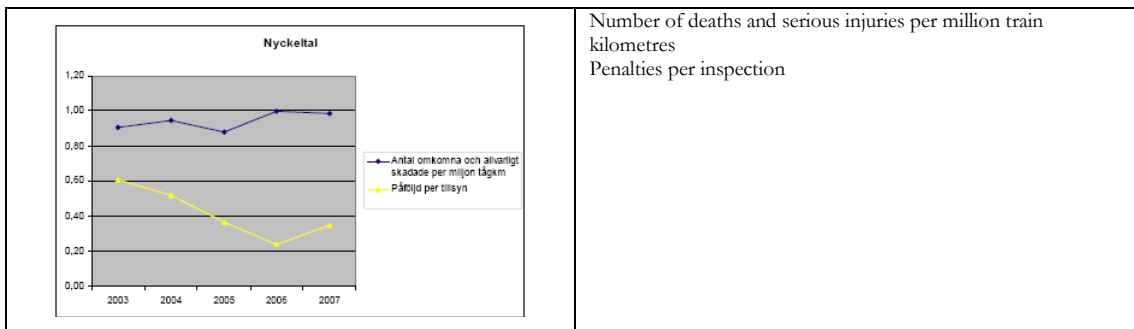 Nyckeltal
1,20
1,00
0,80
0,60
0,40
0,20
0,00
2003 2004 2005 2006 2007
Antal omkomna och allvarligt
skadade per miljon tågkm
Påföljd per tillsyn
Number of deaths and serious injuries per million train
kilometres
Penalties per inspection